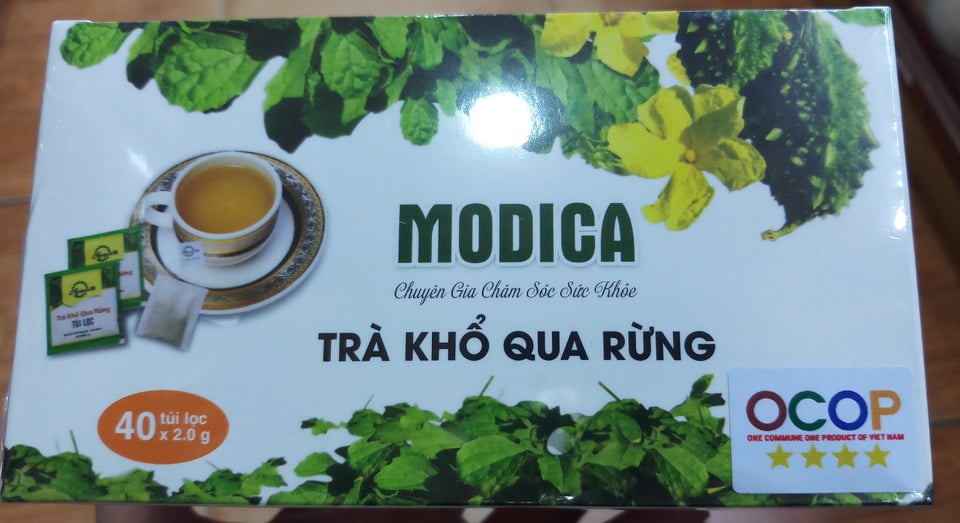 MODICA
Chuyên Gia Chăm Sóc Sức Khỏe
TRÀ KHỔ QUA RỪNG
Trà Khổ Qua Rừng
TÚI LỌC
40 túi lọc
x 2.0 g
OCOP
ONE COMMUNE ONE PRODUCT OF VIET NAM